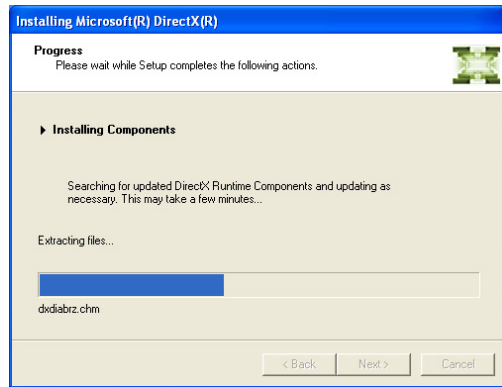 Installing Microsoft(R) DirectX(R)
Progress
Please wait while Setup completes the following actions.
Installing Components
Searching for updated DirectX Runtime Components and updating as
necessary. This may take a few minutes...
Extracting files...
dxdiabrz.chm
< Back Next > Cancel